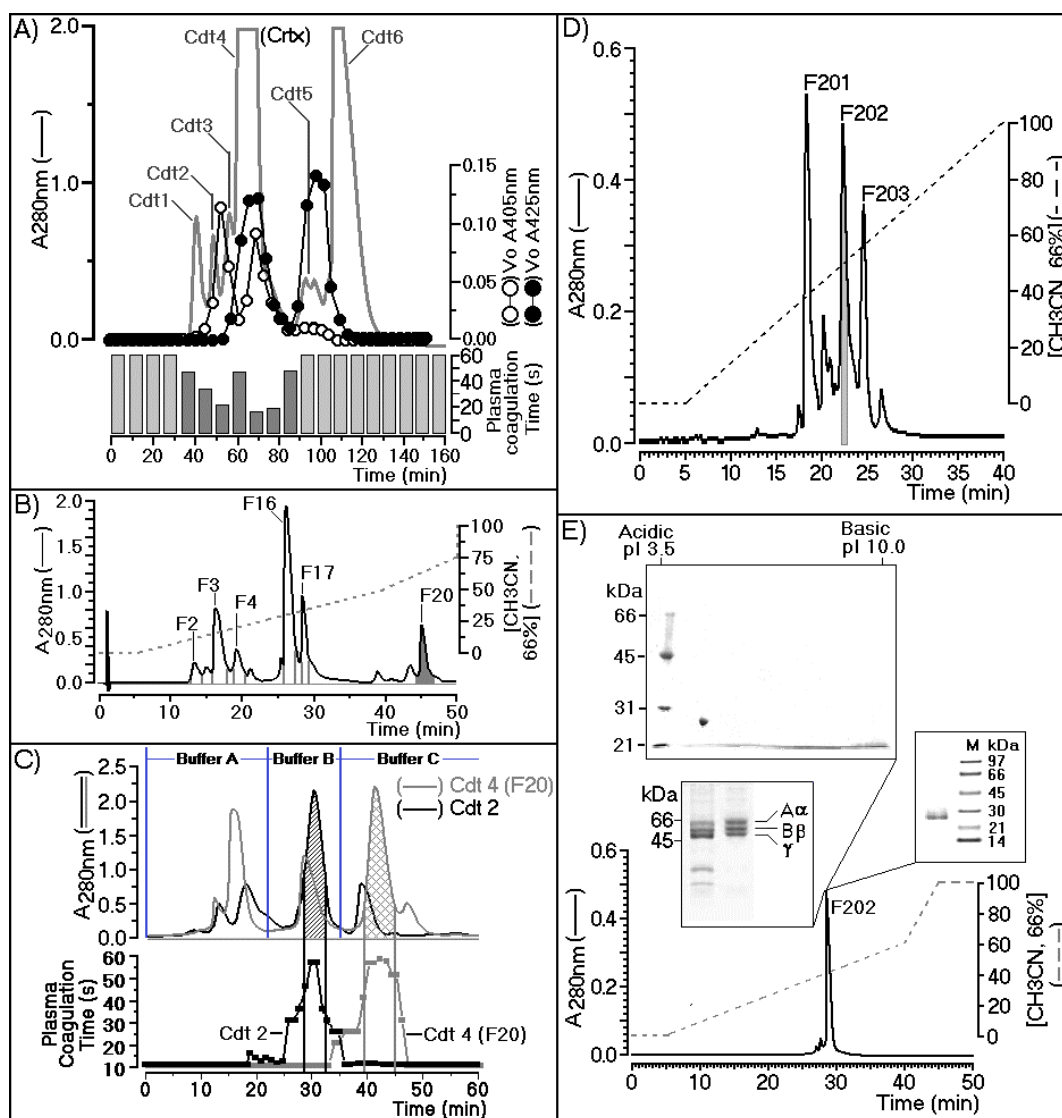 A)
2.0
1.0
0.0
A280nm (——)
Cdt1
Cdt2
Cdt3
Cdt4
(Crtx)
Cdt5
Cdt6
0.15
0.10
0.05
0.00
(○—○) Vo A405nm
(●—●) Vo A425nm
60
40
20
0
Plasma
coagulation
Time (s)
0 20 40 60 80 100 120 140 160
Time (min)
B)
2.0
1.5
1.0
0.5
0.0
A280nm (——)
F2
F3
F4
F16
F17
F20
100
75
50
25
0
[CH3CN,
66%] (– – –)
0 10 20 30 40 50
Time (min)
C)
Buffer A Buffer B Buffer C
2.5
2.0
1.5
1.0
0.5
0.0
A280nm (══)
(——) Cdt 4 (F20)
(——) Cdt 2
60
50
40
30
20
10
Plasma
Coagulation
Time (s)
Cdt 2
Cdt 4 (F20)
0 10 20 30 40 50 60
Time (min)
D)
0.6
0.4
0.2
0.0
A280nm (——)
F201
F202
F203
100
80
60
40
20
0
[CH3CN, 66%] (– – –)
0 5 10 15 20 25 30 35 40
Time (min)
E)
Acidic
pI 3.5
Basic
pI 10.0
kDa
66
45
31
21
M kDa
97
66
45
30
21
14
kDa
66
45
Aα
Bβ
γ
0.6
0.4
0.2
0.0
A280nm (——)
F202
100
80
60
40
20
0
[CH3CN, 66%]
(– – –)
0 10 20 30 40 50
Time (min)